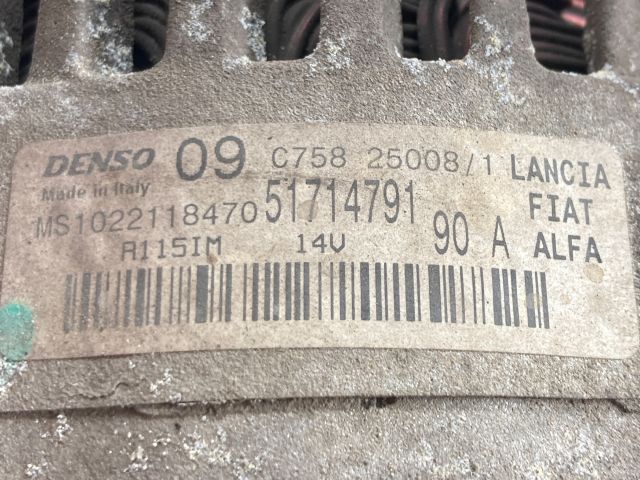 DENSO 09 C758 25008/1 LANCIA
Made in Italy
MS1022118470 51714791 FIAT
A115IM 14V 90 A ALFA